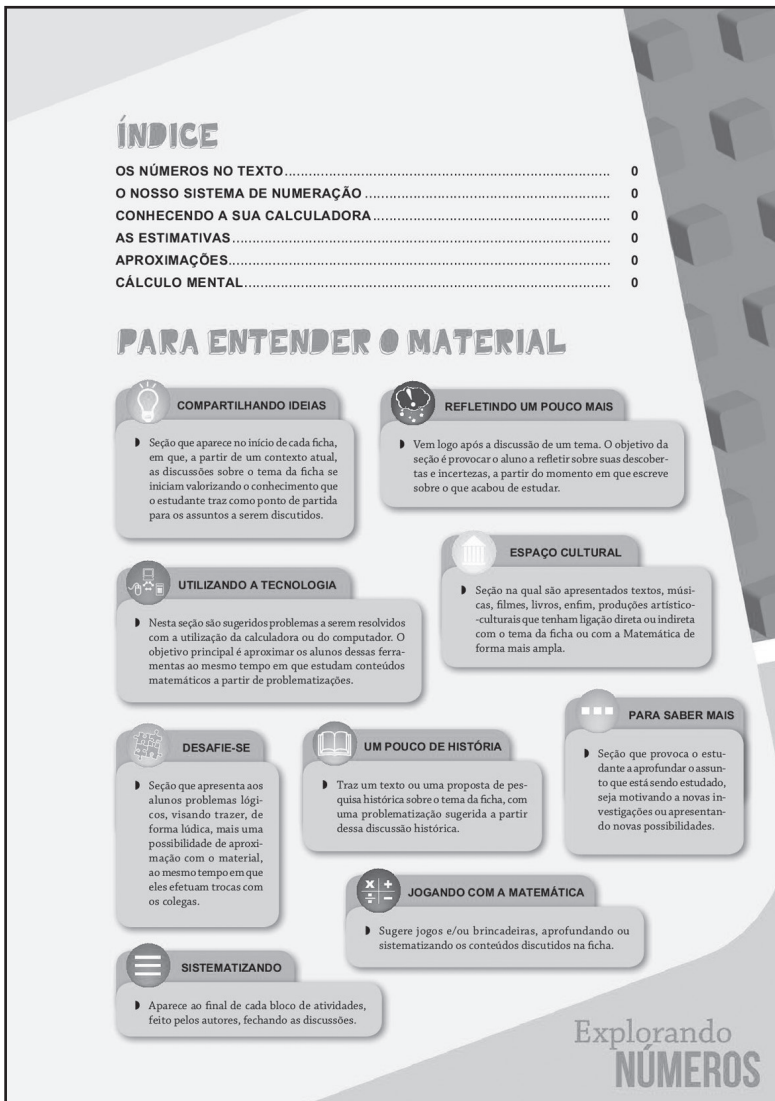 ÍNDICE
OS NÚMEROS NO TEXTO.................................................................................. 0
O NOSSO SISTEMA DE NUMERAÇÃO............................................................. 0
CONHECENDO A SUA CALCULADORA........................................................... 0
AS ESTIMATIVAS............................................................................................... 0
APROXIMAÇÕES............................................................................................... 0
CÁLCULO MENTAL............................................................................................ 0
PARA ENTENDER O MATERIAL
COMPARTILHANDO IDEIAS
◗ Seção que aparece no início de cada ficha,
em que, a partir de um contexto atual,
as discussões sobre o tema da ficha se
iniciam valorizando o conhecimento que
o estudante traz como ponto de partida
para os assuntos a serem discutidos.
REFLETINDO UM POUCO MAIS
◗ Vem logo após a discussão de um tema. O objetivo da
seção é provocar o aluno a refletir sobre suas descober-
tas e incertezas, a partir do momento em que escreve
sobre o que acabou de estudar.
ESPAÇO CULTURAL
◗ Seção na qual são apresentados textos, músi-
cas, filmes, livros, enfim, produções artístico-
-culturais que tenham ligação direta ou indireta
com o tema da ficha ou com a Matemática de
forma mais ampla.
UTILIZANDO A TECNOLOGIA
◗ Nesta seção são sugeridos problemas a serem resolvidos
com a utilização da calculadora ou do computador. O
objetivo principal é aproximar os alunos dessas ferra-
mentas ao mesmo tempo em que estudam conteúdos
matemáticos a partir de problematizações.
PARA SABER MAIS
◗ Seção que provoca o estu-
dante a aprofundar o assun-
to que está sendo estudado,
seja motivando a novas in-
vestigações ou apresentan-
do novas possibilidades.
DESAFIE-SE
◗ Seção que apresenta aos
alunos problemas lógi-
cos, visando trazer, de
forma lúdica, mais uma
possibilidade de aproxi-
mação com o material,
ao mesmo tempo em que
eles efetuam trocas com
os colegas.
UM POUCO DE HISTÓRIA
◗ Traz um texto ou uma proposta de pes-
quisa histórica sobre o tema da ficha, com
uma problematização sugerida a partir
dessa discussão histórica.
JOGANDO COM A MATEMÁTICA
◗ Sugere jogos e/ou brincadeiras, aprofundando ou
sistematizando os conteúdos discutidos na ficha.
SISTEMATIZANDO
◗ Aparece ao final de cada bloco de atividades,
feito pelos autores, fechando as discussões.
Explorando
NÚMEROS